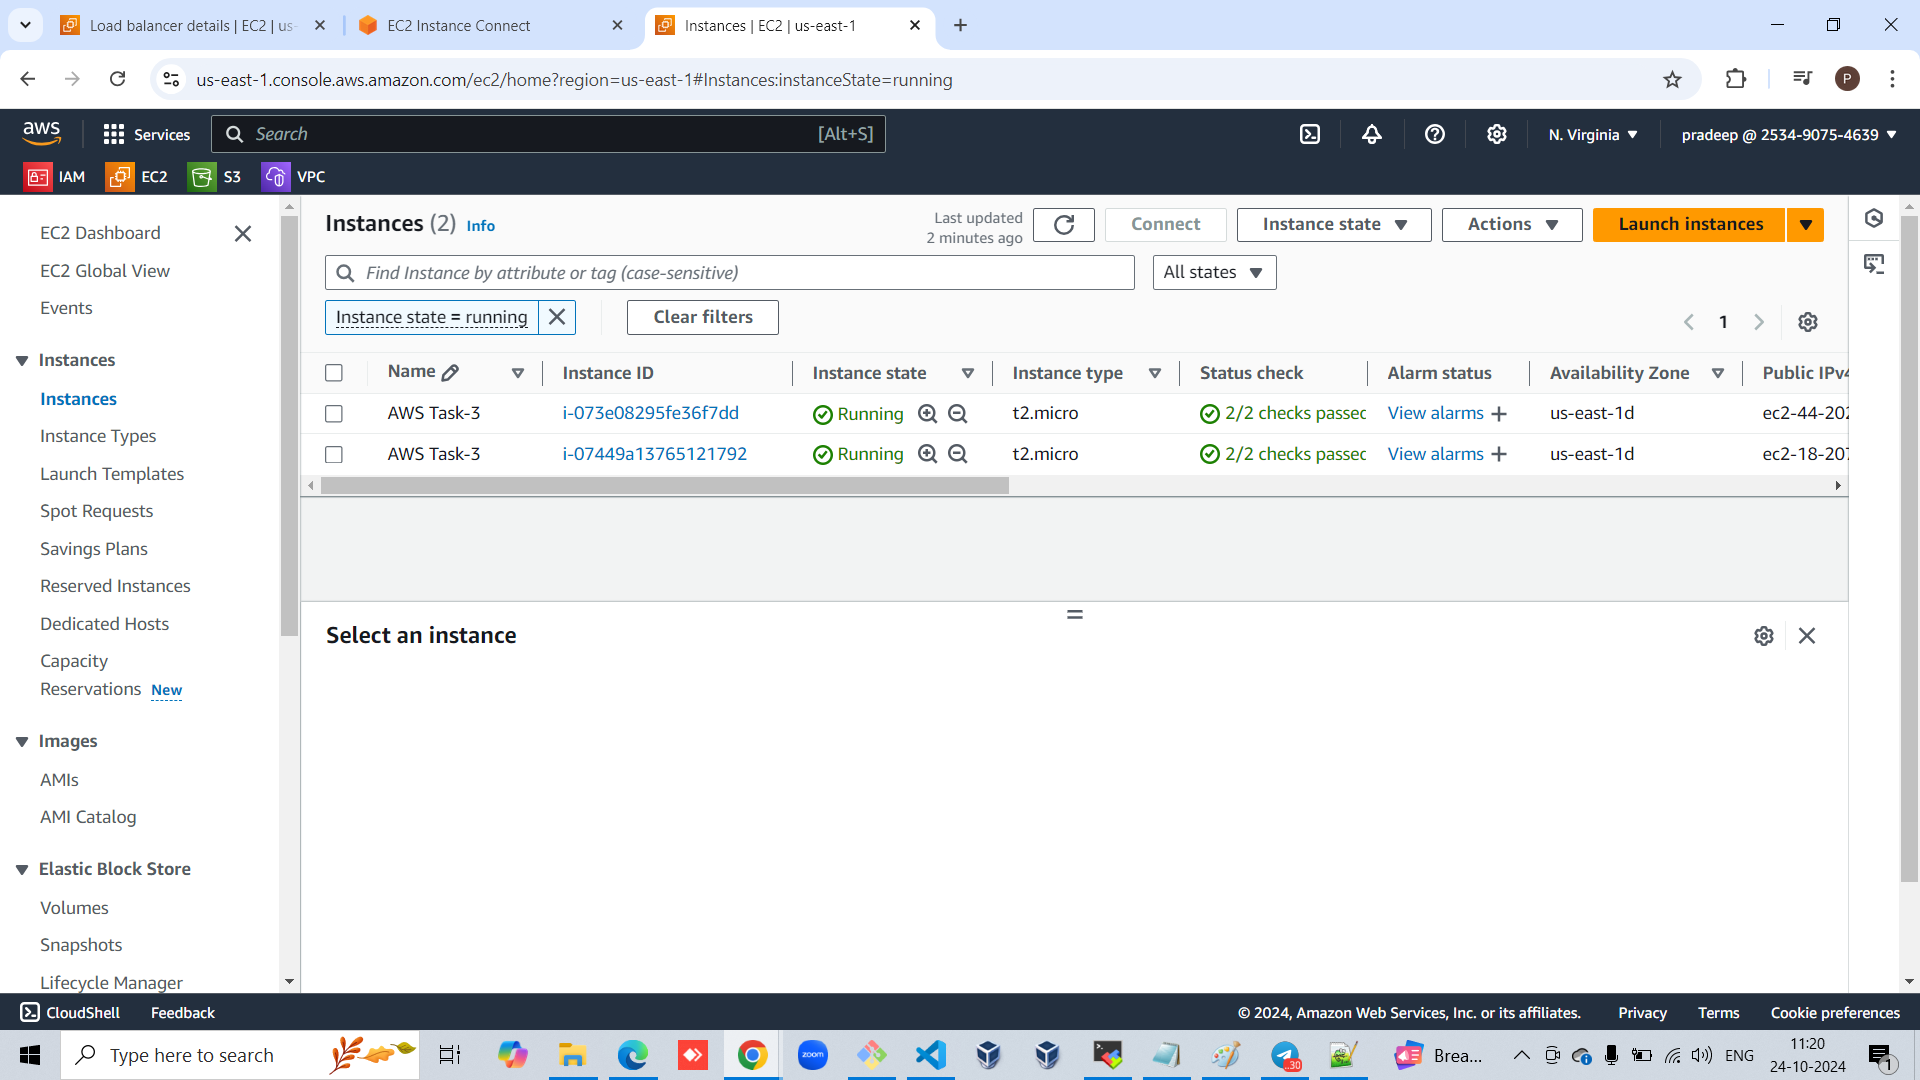 Load balancer details | EC2 | us-
EC2 Instance Connect
Instances | EC2 | us-east-1
us-east-1.console.aws.amazon.com/ec2/home?region=us-east-1#Instances:instanceState=running
P
aws
Services
Search
[Alt+S]
N. Virginia
pradeep @ 2534-9075-4639
IAM
EC2
S3
VPC
EC2 Dashboard
EC2 Global View
Events
Instances
Instances
Instance Types
Launch Templates
Spot Requests
Savings Plans
Reserved Instances
Dedicated Hosts
Capacity
Reservations New
Images
AMIs
AMI Catalog
Elastic Block Store
Volumes
Snapshots
Lifecycle Manager
Instances (2) Info
Last updated
2 minutes ago
Connect
Instance state
Actions
Launch instances
Find Instance by attribute or tag (case-sensitive)
All states
Instance state = running
Clear filters
1
Name Instance ID Instance state Instance type Status check Alarm status Availability Zone Public IPv4
AWS Task-3 i-073e08295fe36f7dd Running t2.micro 2/2 checks passed View alarms us-east-1d ec2-44-202
AWS Task-3 i-07449a13765121792 Running t2.micro 2/2 checks passed View alarms us-east-1d ec2-18-207
Select an instance
CloudShell
Feedback
© 2024, Amazon Web Services, Inc. or its affiliates.
Privacy
Terms
Cookie preferences
Type here to search
zoom
30
Brea...
ENG
11:20
24-10-2024
1